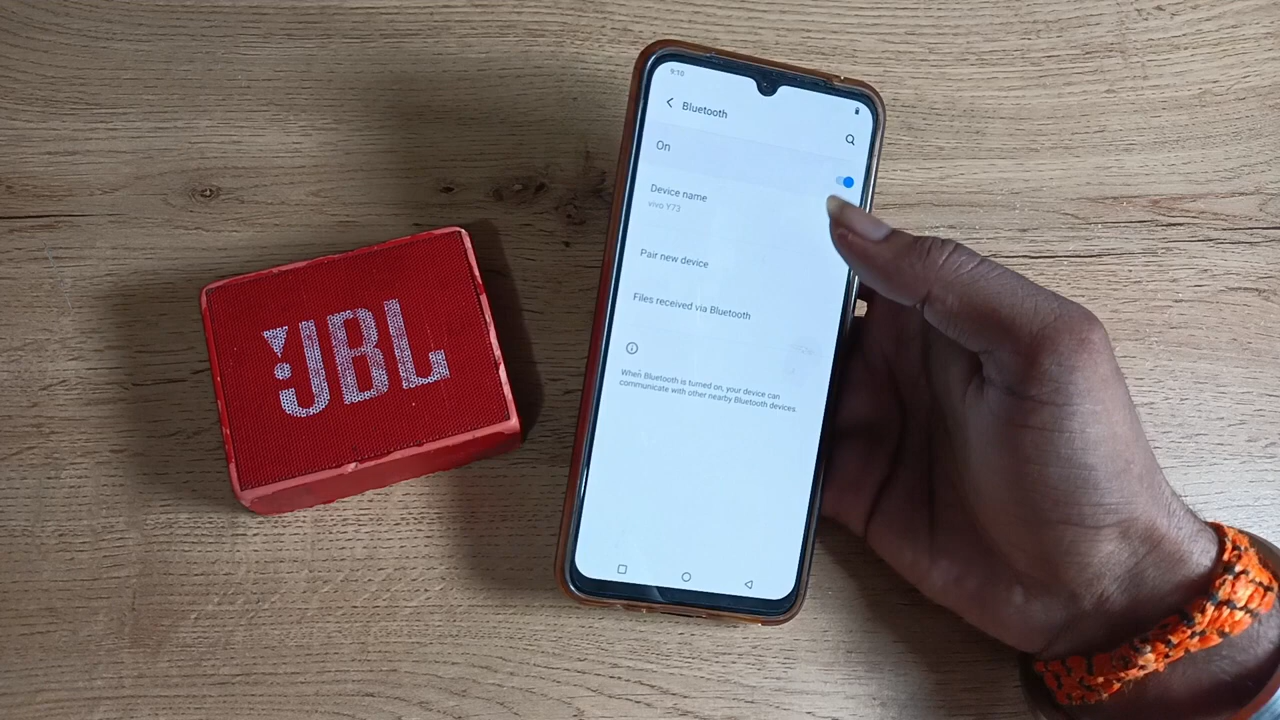 JBL
9:10
Bluetooth
On
Device name
vivo Y73
Pair new device
Files received via Bluetooth
When Bluetooth is turned on, your device can
communicate with other nearby Bluetooth devices.